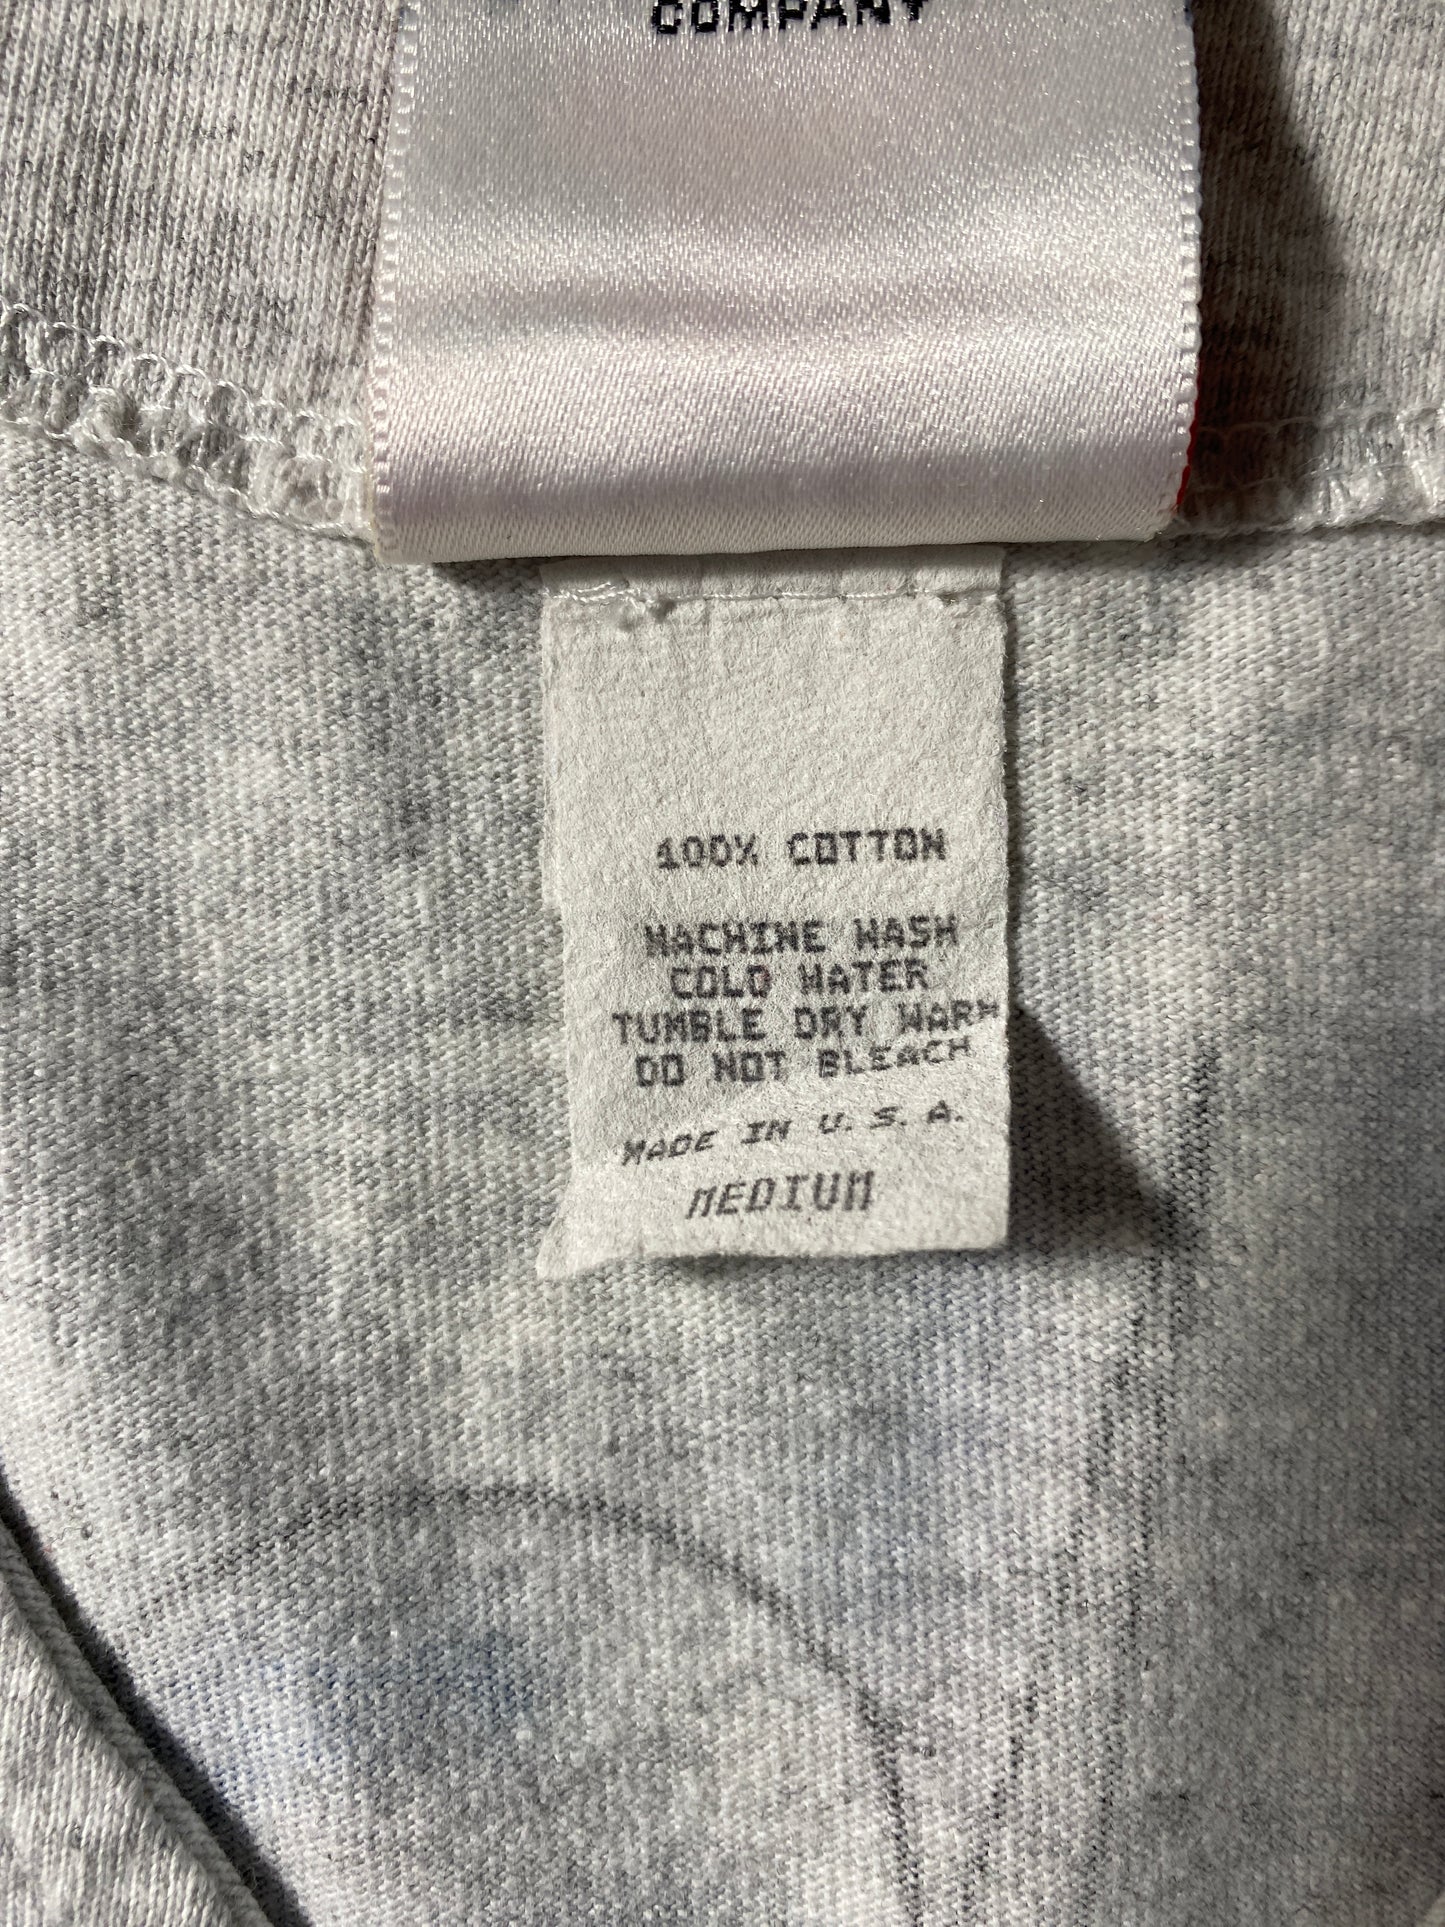 COMPANY
100% COTTON
MACHINE WASH
COLD WATER
TUMBLE DRY WARM
DO NOT BLEACH
MADE IN U.S.A.
MEDIUM